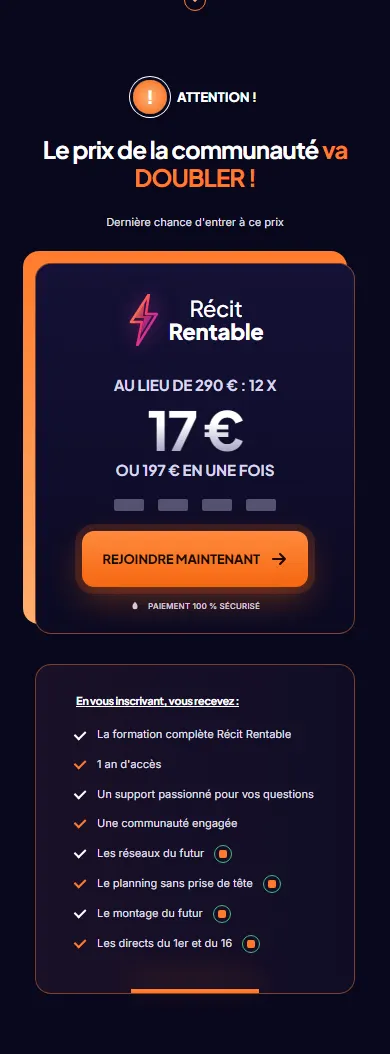 !
ATTENTION !
Le prix de la communauté va
DOUBLER !
Dernière chance d'entrer à ce prix
Récit
Rentable
AU LIEU DE 290 € : 12 X
17 €
OU 197 € EN UNE FOIS
REJOINDRE MAINTENANT →
PAIEMENT 100 % SÉCURISÉ
En vous inscrivant, vous recevez :
La formation complète Récit Rentable
1 an d'accès
Un support passionné pour vos questions
Une communauté engagée
Les réseaux du futur
Le planning sans prise de tête
Le montage du futur
Les directs du 1er et du 16